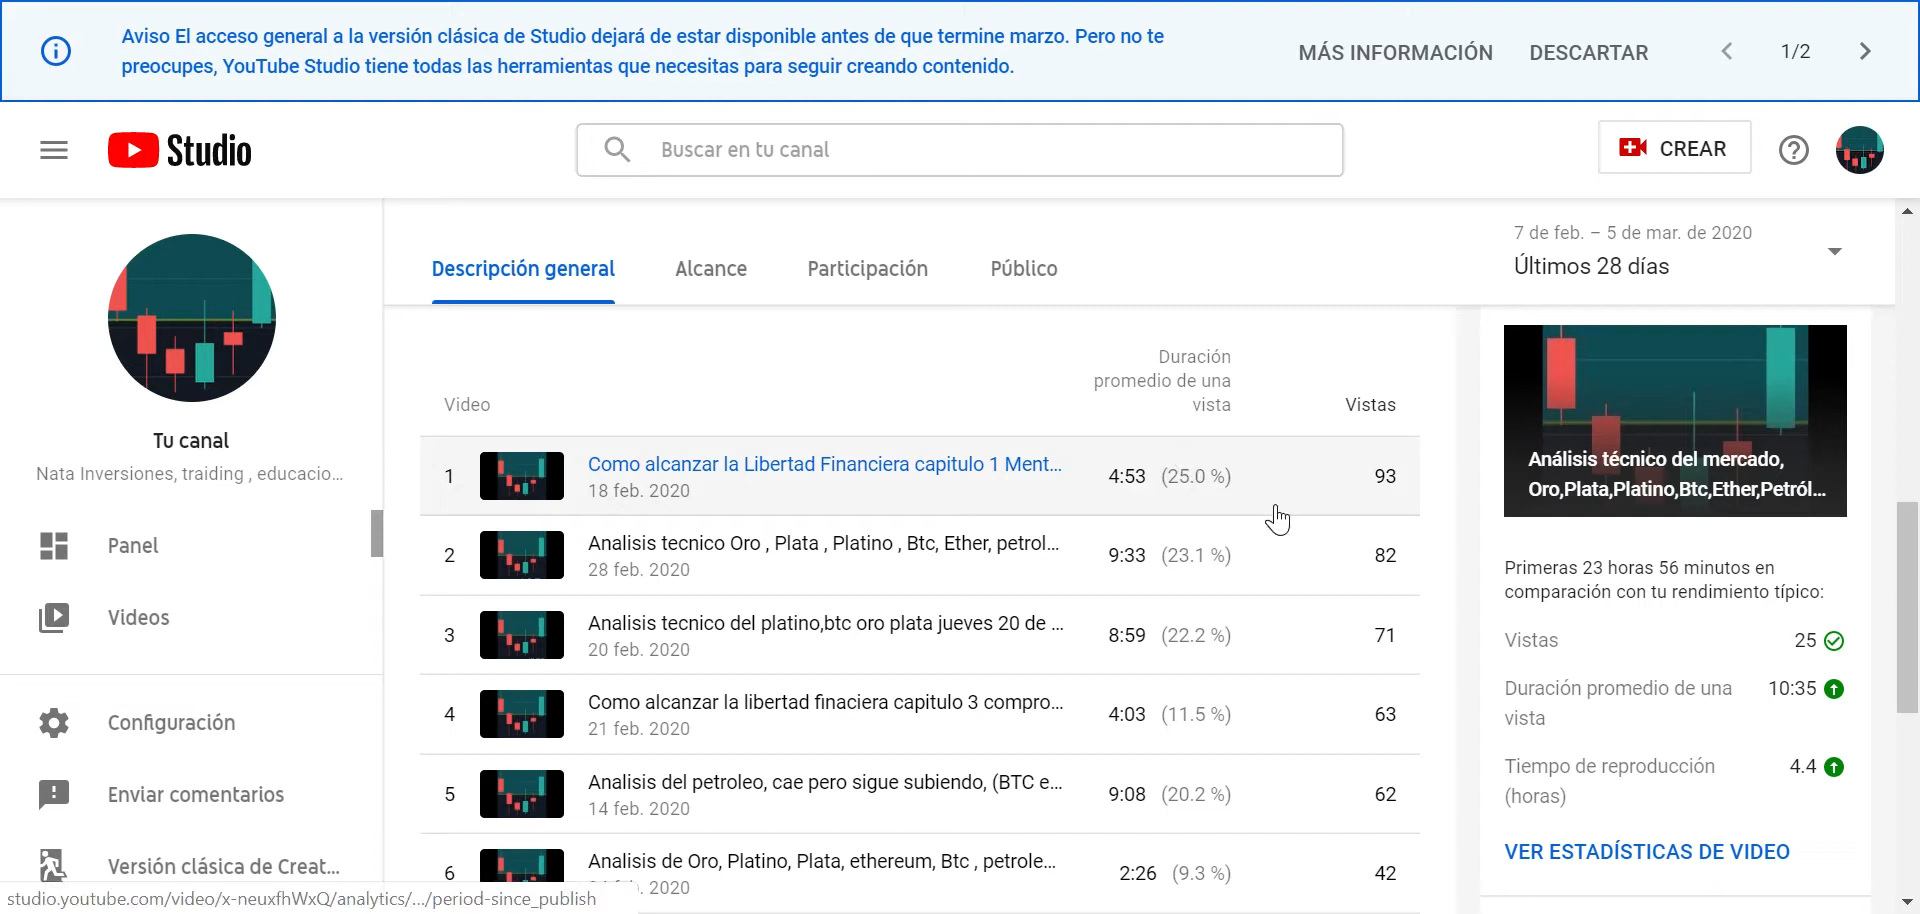 Aviso El acceso general a la versión clásica de Studio dejará de estar disponible antes de que termine marzo. Pero no te
preocupes, YouTube Studio tiene todas las herramientas que necesitas para seguir creando contenido.
MÁS INFORMACIÓN
DESCARTAR
1/2
Studio
Buscar en tu canal
CREAR
Tu canal
Nata Inversiones, traiding , educacio...
Panel
Videos
Configuración
Enviar comentarios
Versión clásica de Creat...
studio.youtube.com/video/x-neuxfhWxQ/analytics/.../period-since_publish
Descripción general
Alcance
Participación
Público
7 de feb. – 5 de mar. de 2020
Últimos 28 días
Video
Duración
promedio de una
vista
Vistas
1 Como alcanzar la Libertad Financiera capitulo 1 Ment... 4:53 (25.0 %) 93
18 feb. 2020
2 Analisis tecnico Oro , Plata , Platino , Btc, Ether, petrol... 9:33 (23.1 %) 82
28 feb. 2020
3 Analisis tecnico del platino,btc oro plata jueves 20 de ... 8:59 (22.2 %) 71
20 feb. 2020
4 Como alcanzar la libertad finaciera capitulo 3 compro... 4:03 (11.5 %) 63
21 feb. 2020
5 Analisis del petroleo, cae pero sigue subiendo, (BTC e... 9:08 (20.2 %) 62
14 feb. 2020
6 Analisis de Oro, Platino, Plata, ethereum, Btc , petrole... 2:26 (9.3 %) 42
. 2020
Análisis técnico del mercado,
Oro,Plata,Platino,Btc,Ether,Petról...
Primeras 23 horas 56 minutos en
comparación con tu rendimiento típico:
Vistas 25
Duración promedio de una 10:35
vista
Tiempo de reproducción 4.4
(horas)
VER ESTADÍSTICAS DE VIDEO